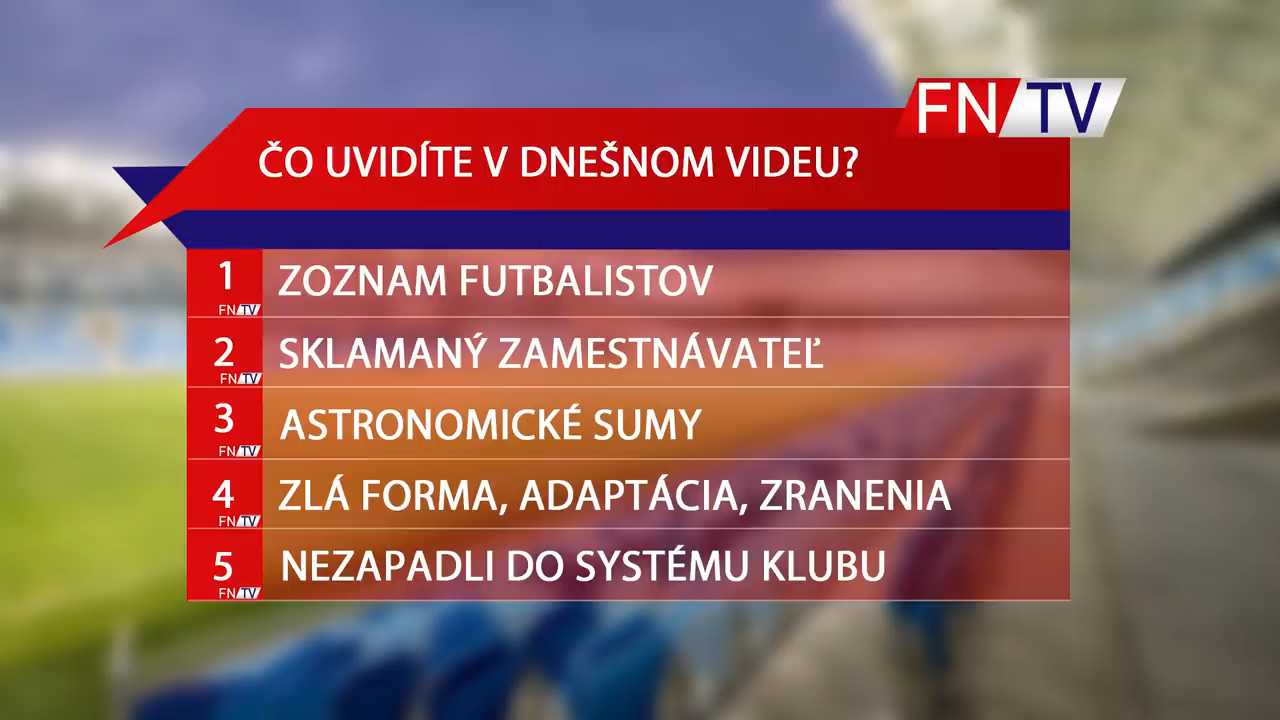 FN/TV
ČO UVIDÍTE V DNEŠNOM VIDEU?
1 ZOZNAM FUTBALISTOV
FN/TV
2 SKLAMANÝ ZAMESTNÁVATEĽ
FN/TV
3 ASTRONOMICKÉ SUMY
FN/TV
4 ZLÁ FORMA, ADAPTÁCIA, ZRANENIA
FN/TV
5 NEZAPADLI DO SYSTÉMU KLUBU
FN/TV